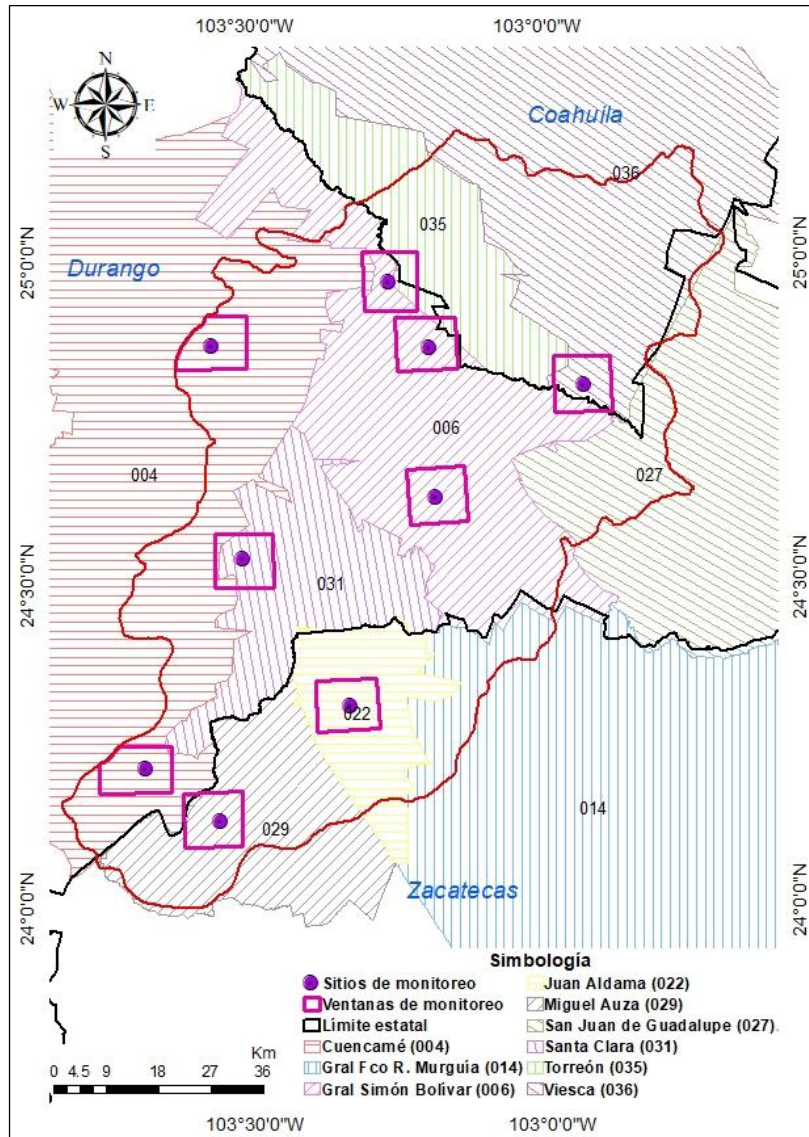 103°30'0"W 103°0'0"W
N
W E
S
Coahuíla
036
035
25°0'0"N 25°0'0"N
Durango
006
004 027
24°30'0"N 24°30'0"N
031
022
014
029
24°0'0"N 24°0'0"N
Zacatecas
Simbología
Sitios de monitoreo
Ventanas de monitoreo
Límite estatal
Cuencamé (004)
Gral Fco R. Murguía (014)
Gral Simón Bolívar (006)
Juan Aldama (022)
Miguel Auza (029)
San Juan de Guadalupe (027).
Santa Clara (031)
Torreón (035)
Viesca (036)
Km
0 4.5 9 18 27 36
103°30'0"W 103°0'0"W